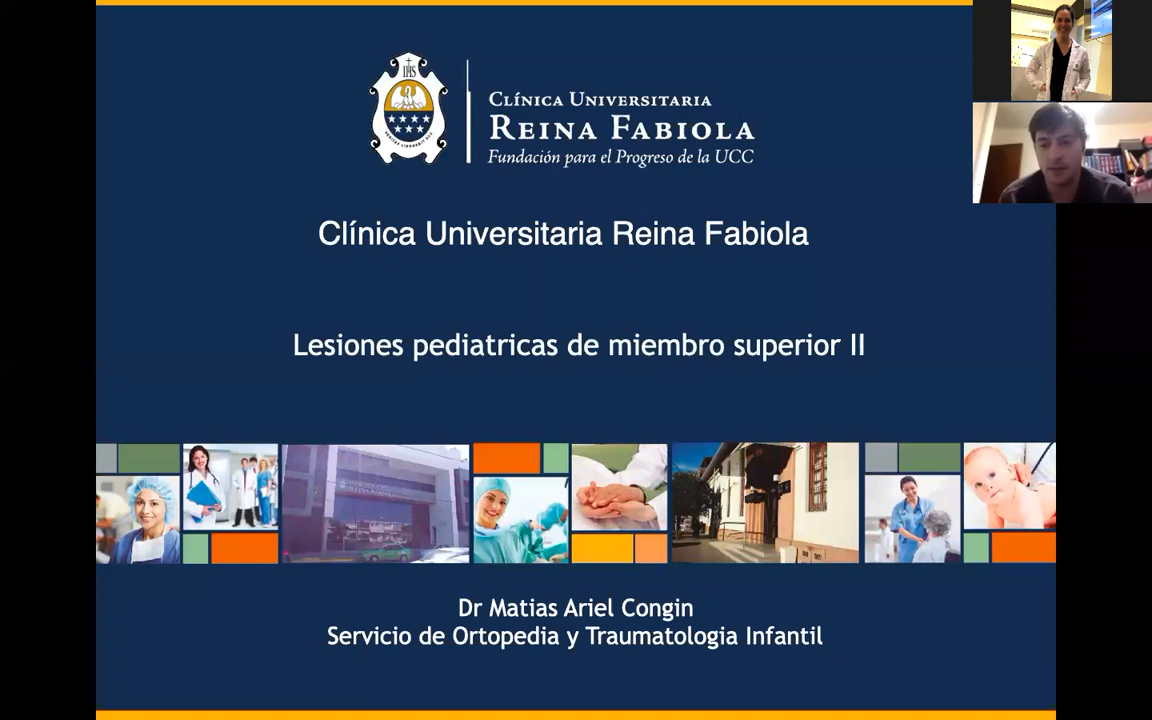 IHS
CLÍNICA UNIVERSITARIA
REINA FABIOLA
Fundación para el Progreso de la UCC
Clínica Universitaria Reina Fabiola
Lesiones pediatricas de miembro superior II
Dr Matias Ariel Congin
Servicio de Ortopedia y Traumatologia Infantil